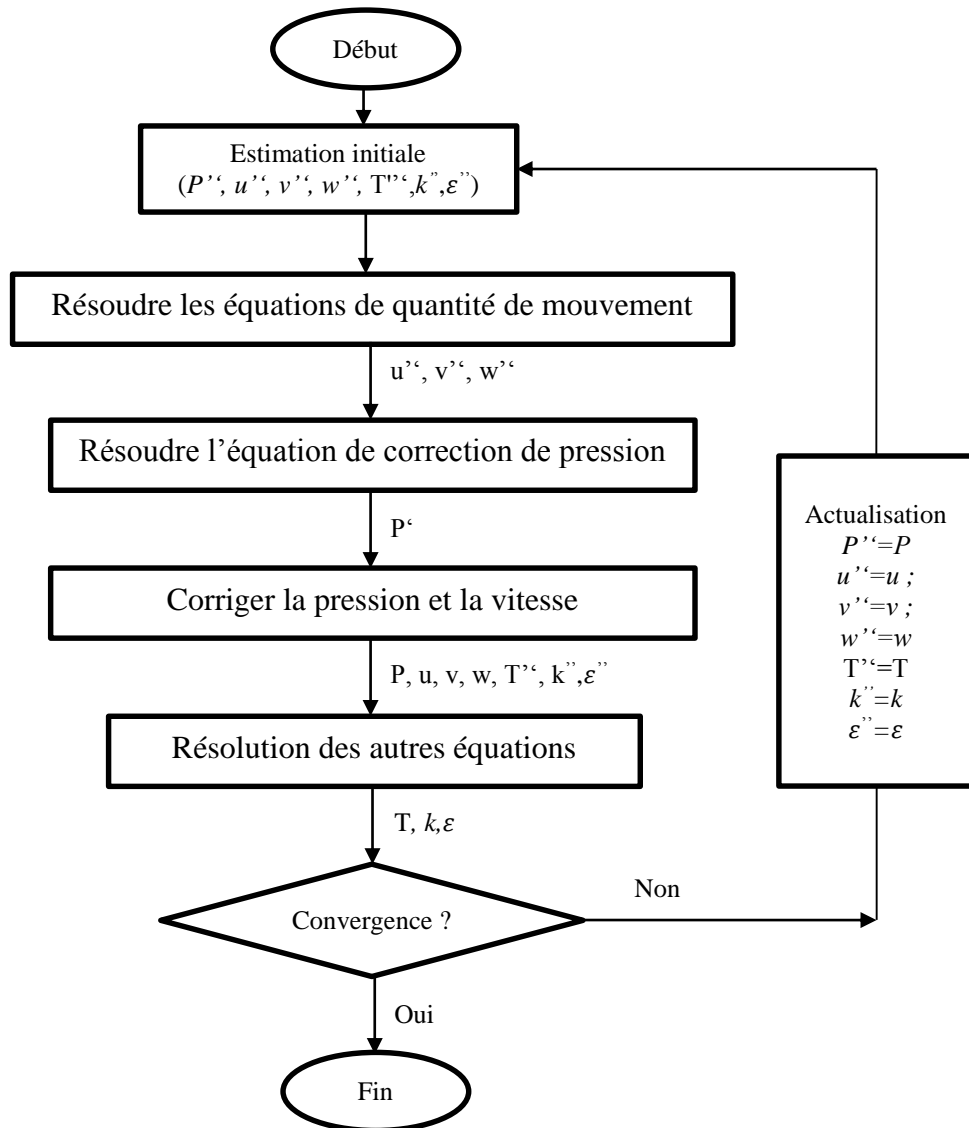 Début
Estimation initiale
(P’‘, u’‘, v’‘, w’‘, T'’‘,k’’,ε’’)
Résoudre les équations de quantité de mouvement
u’‘, v’‘, w’‘
Résoudre l’équation de correction de pression
P‘
Corriger la pression et la vitesse
P, u, v, w, T’‘, k’’,ε’’
Résolution des autres équations
T, k,ε
Convergence ?
Non
Oui
Fin
Actualisation
P’‘=P
u’‘=u ;
v’‘=v ;
w’‘=w
T’‘=T
k’’=k
ε’’=ε